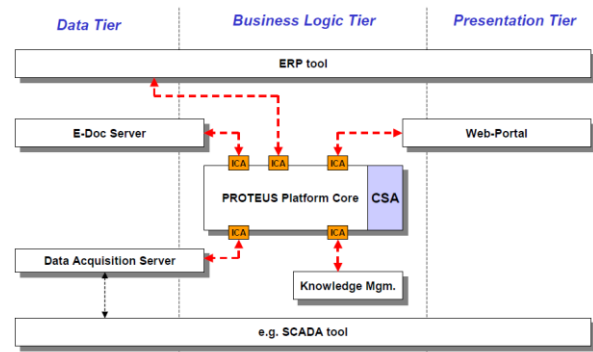 Data Tier
Business Logic Tier
Presentation Tier
ERP tool
E-Doc Server
Web-Portal
ICA
ICA
ICA
PROTEUS Platform Core
CSA
ICA
ICA
Data Acquisition Server
Knowledge Mgm.
e.g. SCADA tool